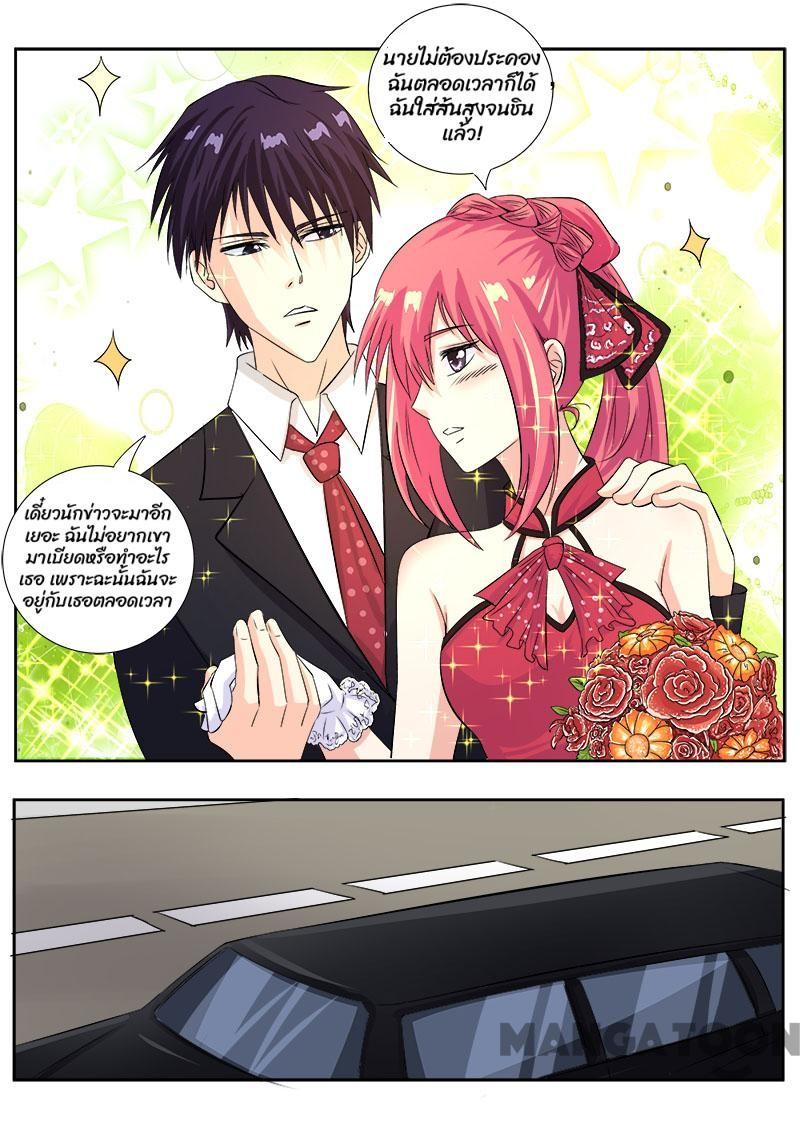 นายไม่ต้องประคอง
ฉันตลอดเวลาก็ได้
ฉันใส่ส้นสูงจนชิน
แล้ว!
เดี๋ยวนักข่าวจะมาอีก
เยอะ ฉันไม่อยากเขา
มาเบียดหรือทำอะไร
เธอ เพราะฉะนั้นฉันจะ
อยู่กับเธอตลอดเวลา
MANGATOON